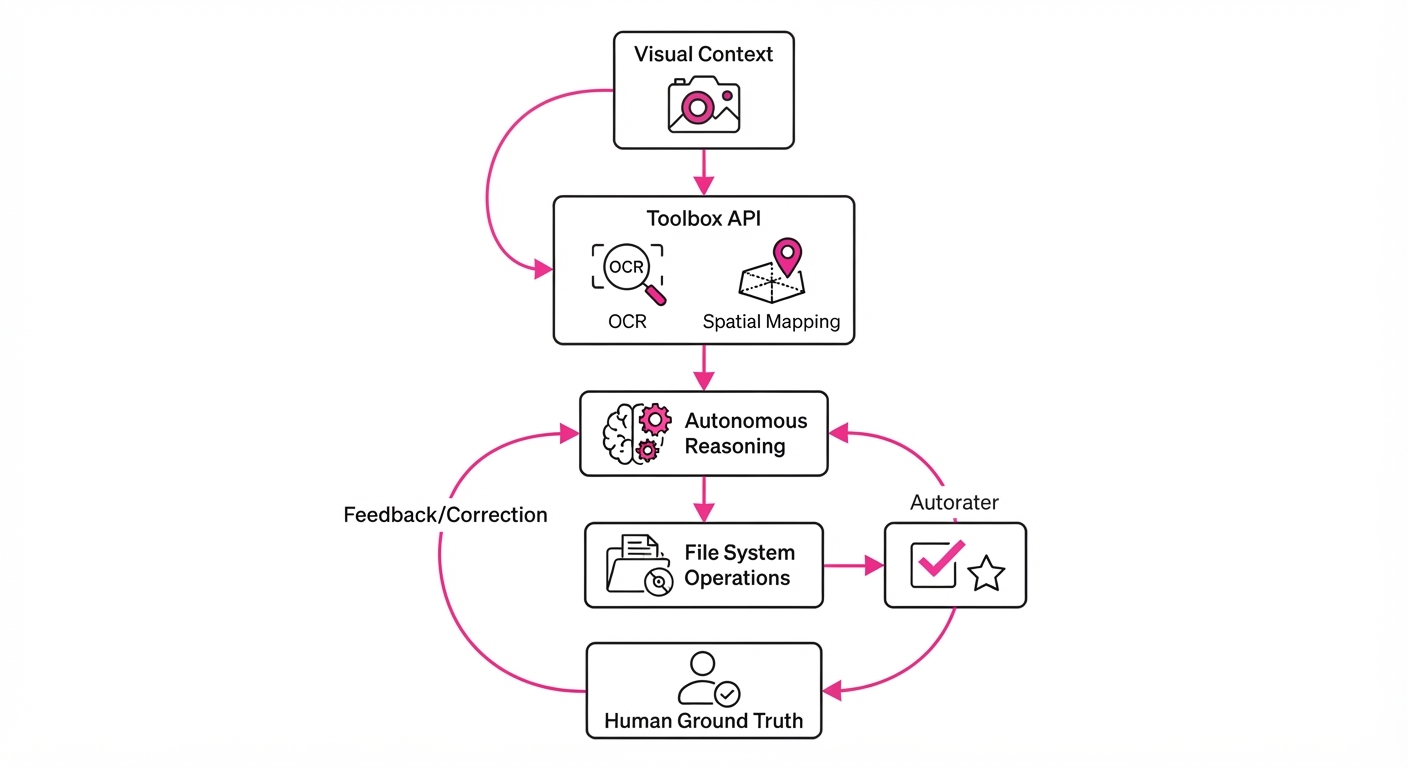 Visual Context
Toolbox API
OCR
OCR
Spatial Mapping
Autonomous
Reasoning
Feedback/Correction
Autorater
File System
Operations
Human Ground Truth